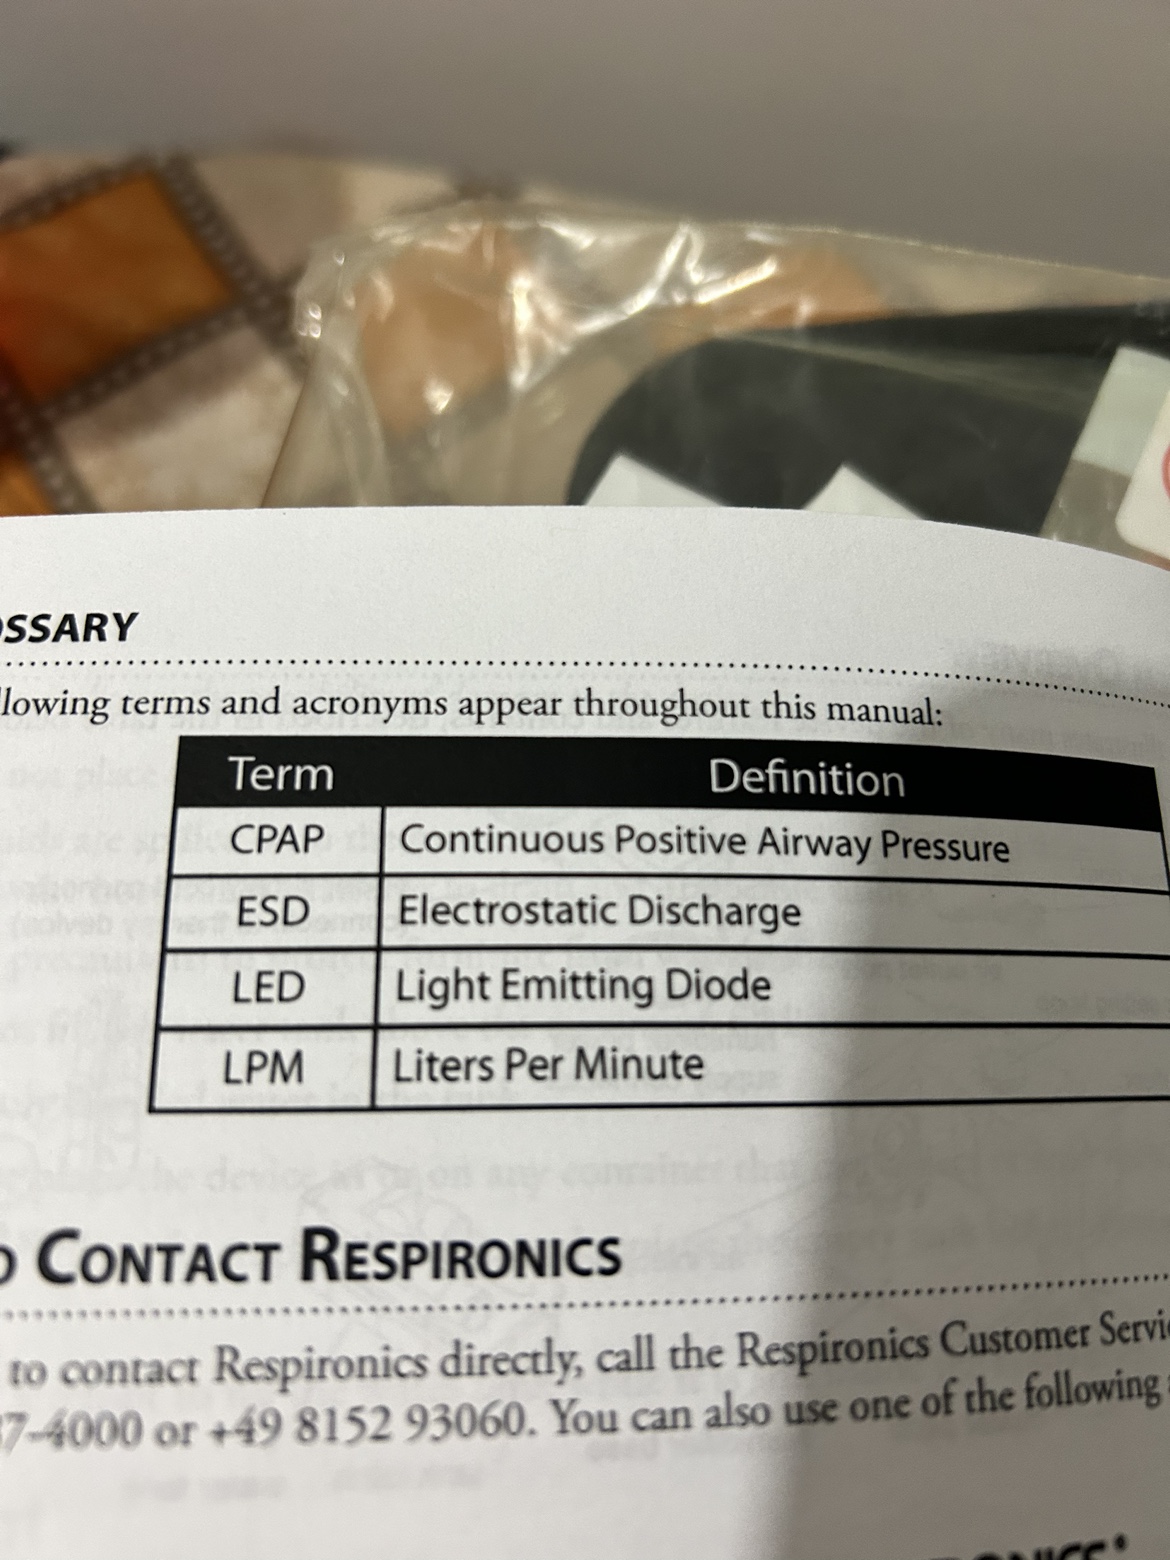 OSSARY
llowing terms and acronyms appear throughout this manual:
Term Definition
CPAP Continuous Positive Airway Pressure
ESD Electrostatic Discharge
LED Light Emitting Diode
LPM Liters Per Minute
O CONTACT RESPIRONICS
to contact Respironics directly, call the Respironics Customer Servi
37-4000 or +49 8152 93060. You can also use one of the following